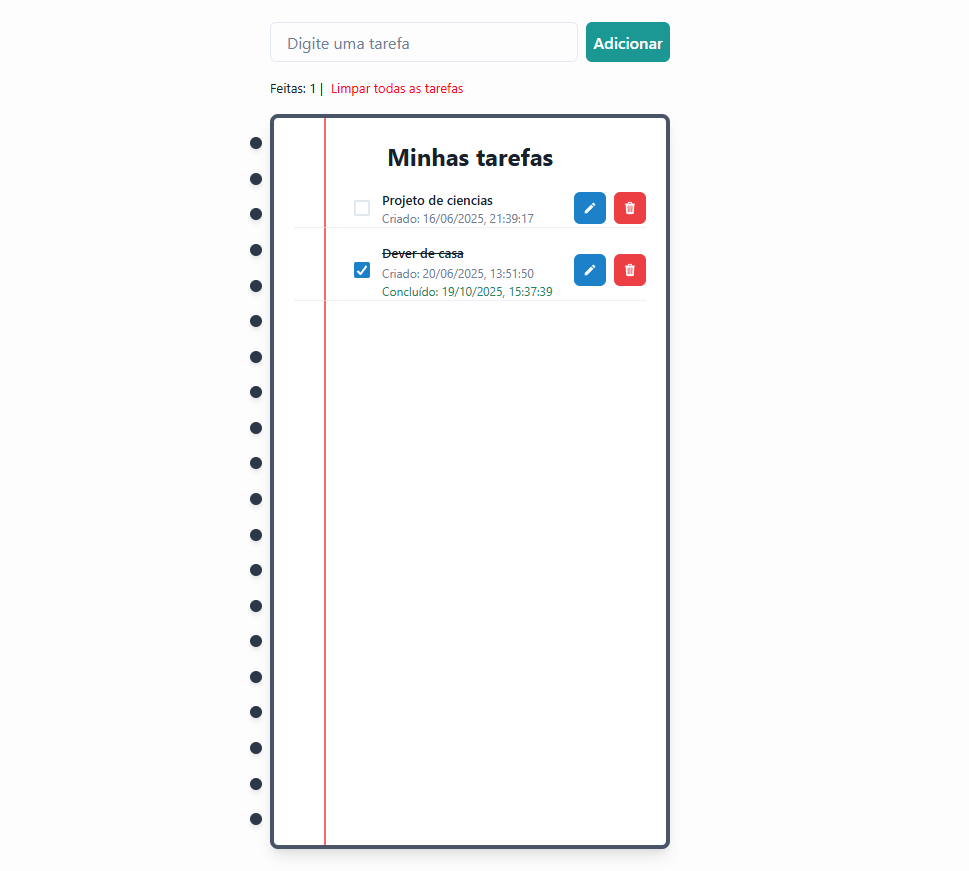 Digite uma tarefa
Adicionar
Feitas: 1 | Limpar todas as tarefas
Minhas tarefas
Projeto de ciencias
Criado: 16/06/2025, 21:39:17
Dever de casa
Criado: 20/06/2025, 13:51:50
Concluído: 19/10/2025, 15:37:39